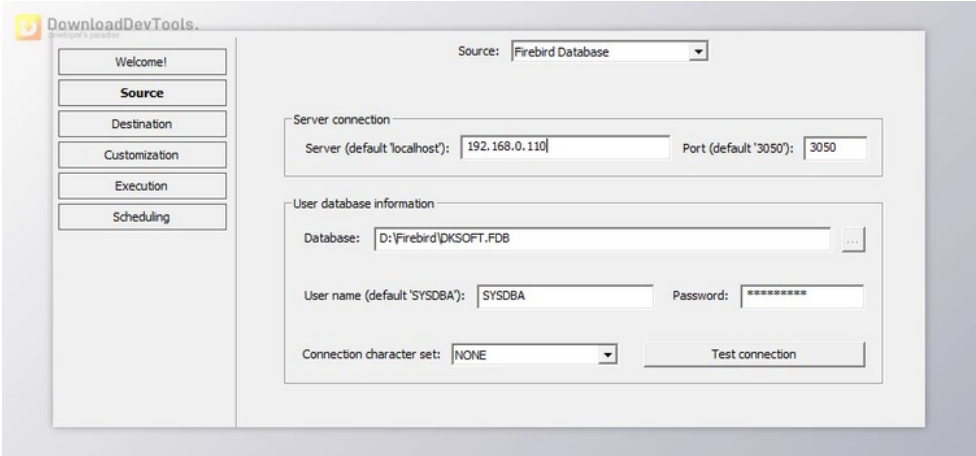 DownloadDevTools.
developer's paradise
Source: Firebird Database
Welcome!
Source
Destination
Customization
Execution
Scheduling
Server connection
Server (default 'localhost'): 192.168.0.110 Port (default '3050'): 3050
User database information
Database: D:\Firebird\DKSOFT.FDB ...
User name (default 'SYSDBA'): SYSDBA Password: *********
Connection character set: NONE Test connection